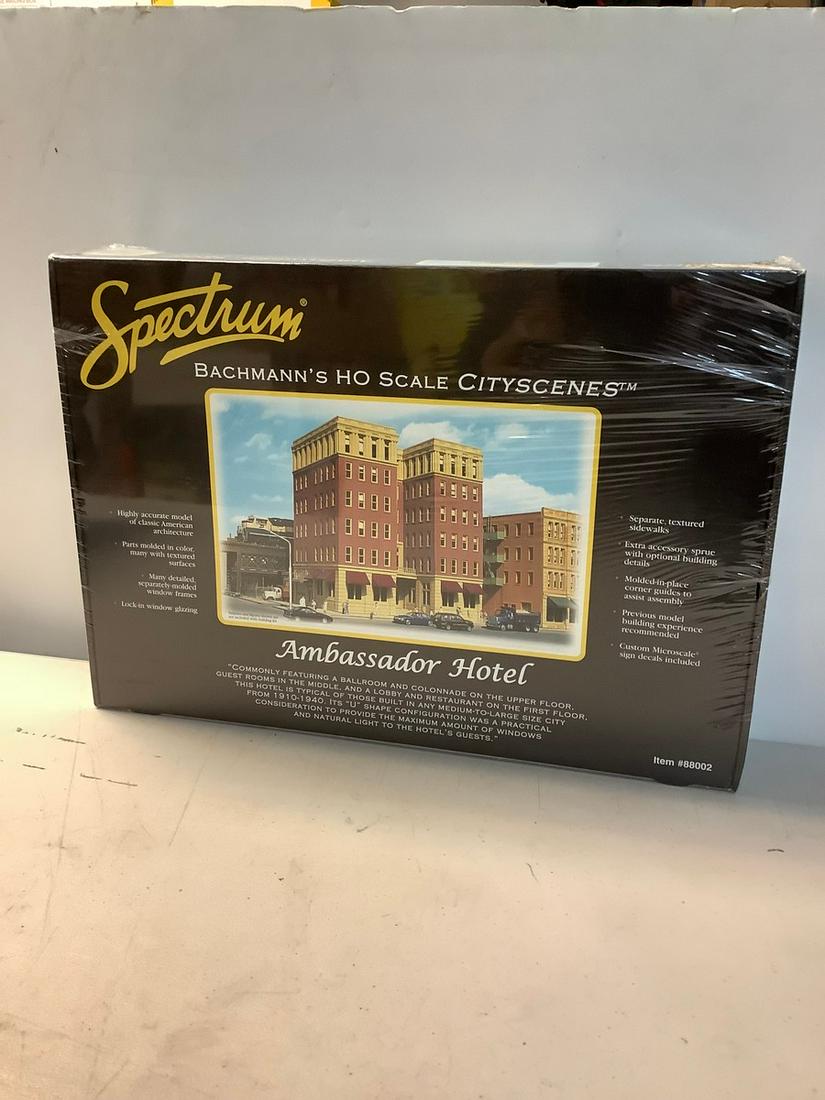 Spectrum®
BACHMANN'S HO SCALE CITYSCENES™
· Highly accurate model
of classic American
architecture
· Parts molded in color,
many with textured
surfaces
· Many detailed,
separately-molded
window frames
· Lock-in window glazing
· Separate, textured
sidewalks
· Extra accessory sprue
with optional building
details
· Molded-in-place
corner guides to
assist assembly
· Previous model
building experience
recommended
· Custom Microscale®
sign decals included
Ambassador Hotel
"COMMONLY FEATURING A BALLROOM AND COLONNADE ON THE UPPER FLOOR,
GUEST ROOMS IN THE MIDDLE, AND A LOBBY AND RESTAURANT ON THE FIRST FLOOR,
THIS HOTEL IS TYPICAL OF THOSE BUILT IN ANY MEDIUM-TO-LARGE SIZE CITY
FROM 1910-1940. ITS "U" SHAPE CONFIGURATION WAS A PRACTICAL
CONSIDERATION TO PROVIDE THE MAXIMUM AMOUNT OF WINDOWS
AND NATURAL LIGHT TO THE HOTEL'S GUESTS."
Item #88002